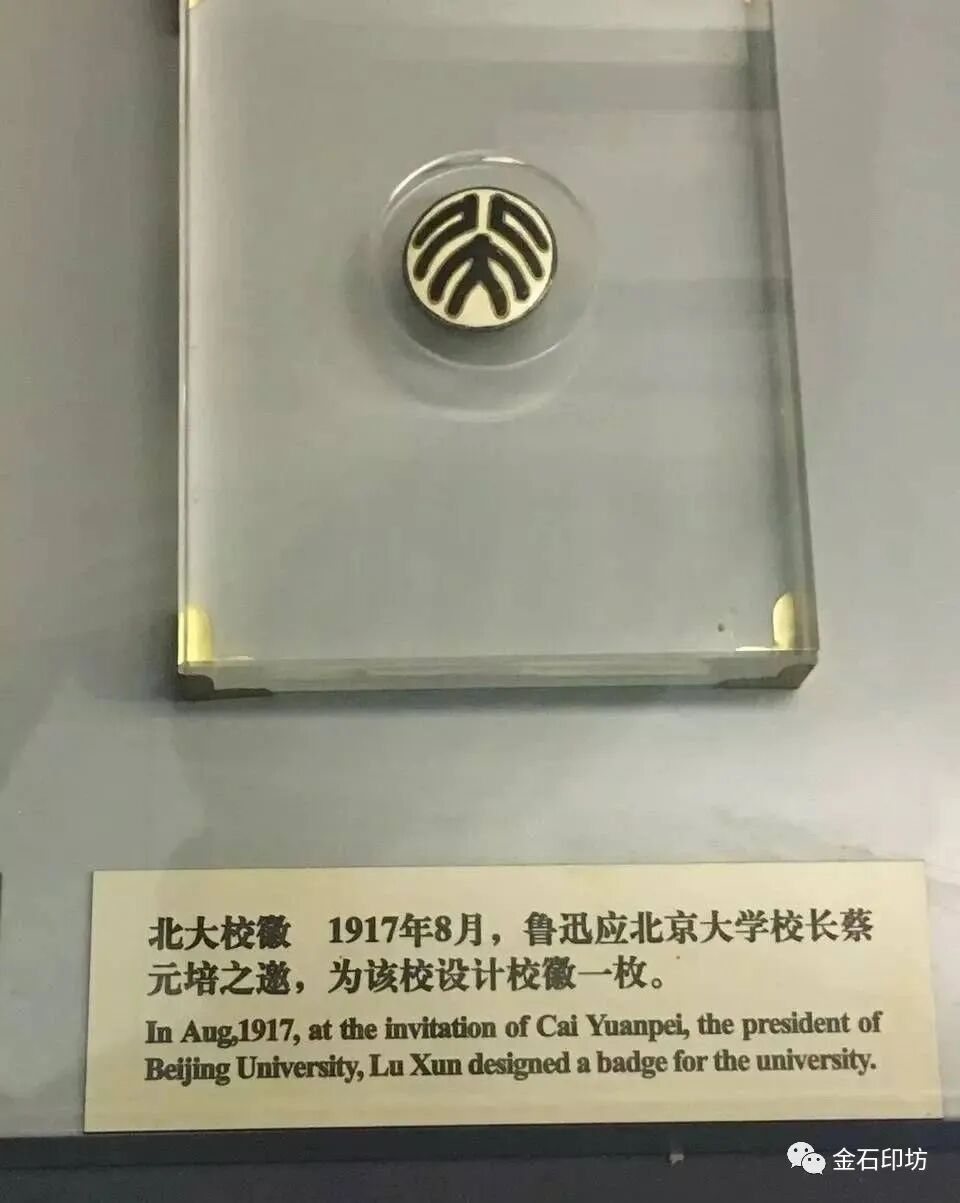 北大
北大校徽 1917年8月，鲁迅应北京大学校长蔡
元培之邀，为该校设计校徽一枚。
In Aug,1917, at the invitation of Cai Yuanpei, the president of
Beijing University, Lu Xun designed a badge for the university.
金石印坊